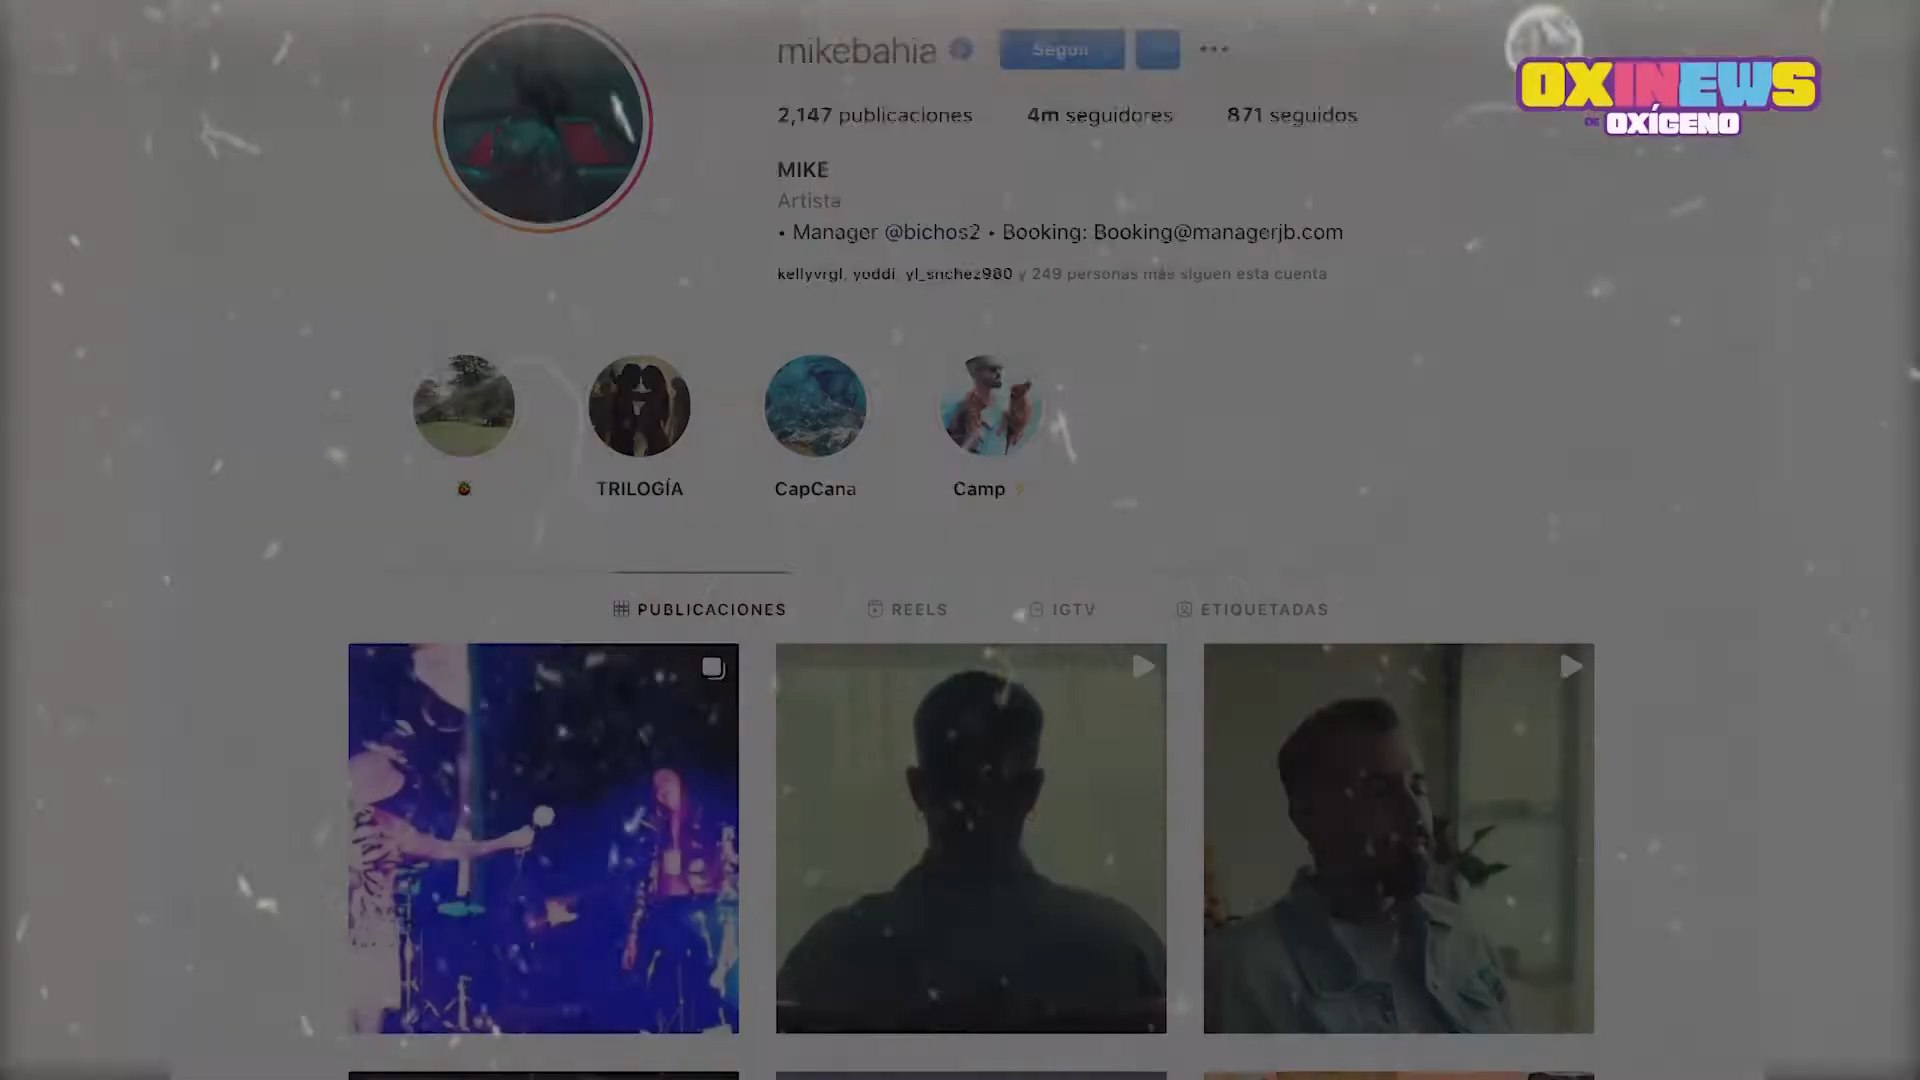 mikebahia
Seguir
2,147 publicaciones
4m seguidores
871 seguidos
OXINEWS
DE OXÍGENO
MIKE
Artista
• Manager @bichos2 • Booking: Booking@managerjb.com
kellyvrgl, yoddi, yl_snchez980 y 249 personas más siguen esta cuenta
TRILOGÍA
CapCana
Camp
PUBLICACIONES
REELS
IGTV
ETIQUETADAS